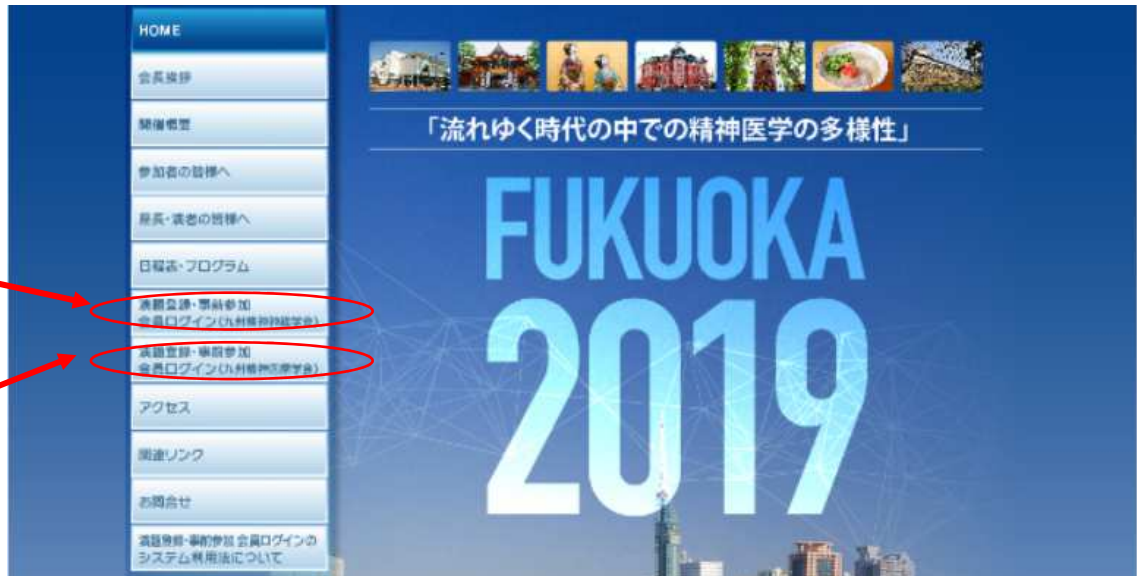 HOME
会長挨拶
開催概要
参加者の皆様へ
座長・演者の皆様へ
日程表・プログラム
演題登録・事前参加
会員ログイン(九州精神神経学会)
演題登録・事前参加
会員ログイン(九州精神医療学会)
アクセス
関連リンク
お問合せ
演題登録・事前参加 会員ログインの
システム利用法について
「流れゆく時代の中での精神医学の多様性」
FUKUOKA
2019